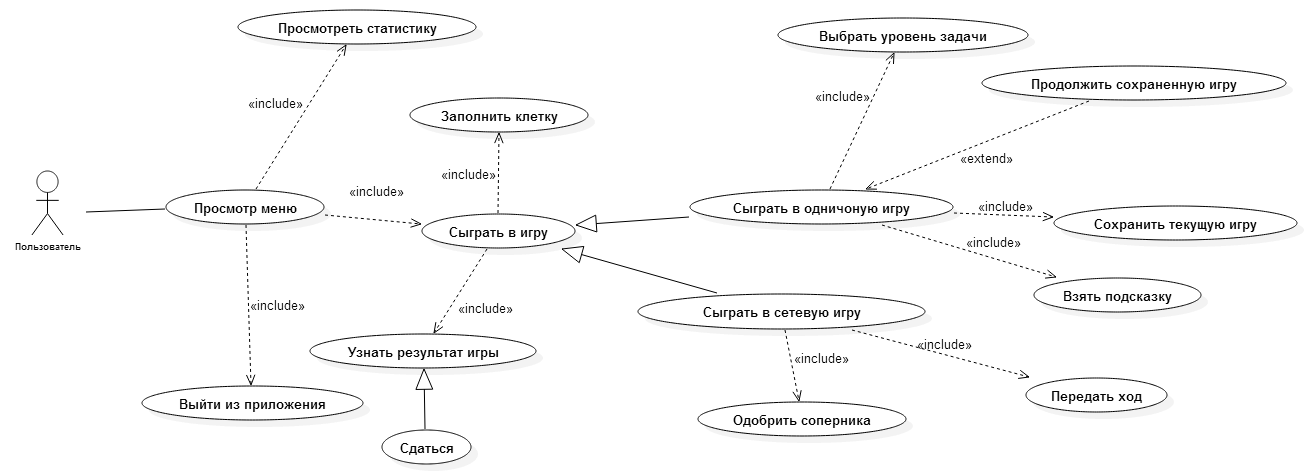 Просмотреть статистику
Выбрать уровень задачи
Продолжить сохраненную игру
«include»
«include»
Заполнить клетку
«extend»
«include»
«include»
Просмотр меню
Сыграть в одничоную игру
«include»
Сохранить текущую игру
Сыграть в игру
«include»
Пользователь
Взять подсказку
«include»
«include»
Сыграть в сетевую игру
«include»
Узнать результат игры
«include»
Передать ход
Выйти из приложения
Одобрить соперника
Сдаться